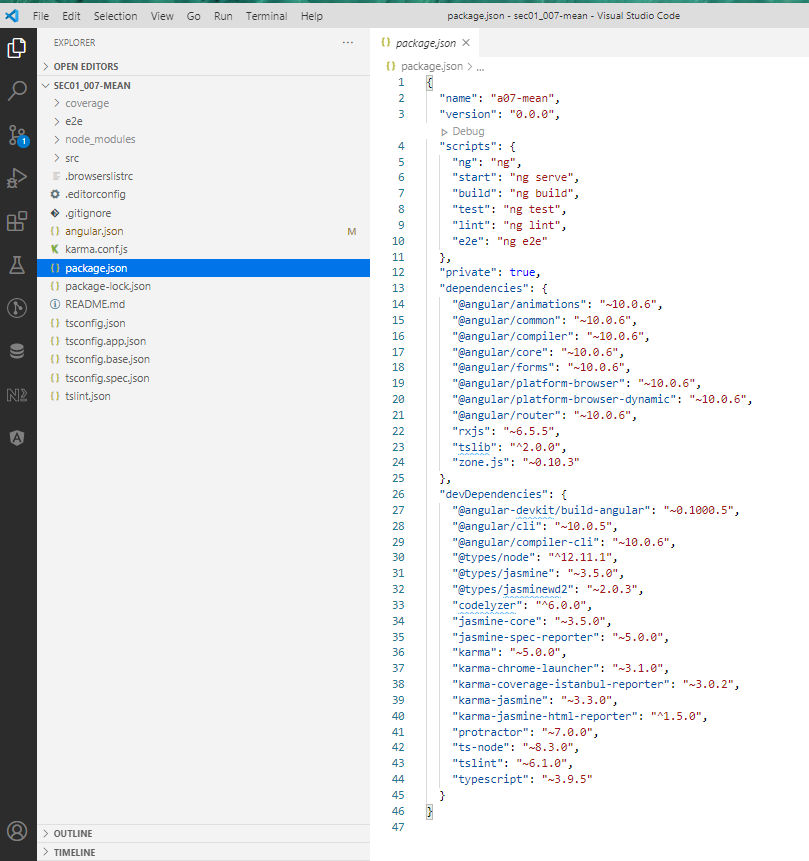 File Edit Selection View Go Run Terminal Help
package.json - sec01_007-mean - Visual Studio Code
EXPLORER
···
OPEN EDITORS
SEC01_007-MEAN
coverage
e2e
node_modules
src
.browserslistrc
.editorconfig
.gitignore
{} angular.json M
karma.conf.js
{} package.json
{} package-lock.json
README.md
{} tsconfig.json
{} tsconfig.app.json
{} tsconfig.base.json
{} tsconfig.spec.json
{} tslint.json
OUTLINE
TIMELINE
1
N2
A
{} package.json ×
{} package.json > ...
1 {
2 "name": "a07-mean",
3 "version": "0.0.0",
Debug
4 "scripts": {
5 "ng": "ng",
6 "start": "ng serve",
7 "build": "ng build",
8 "test": "ng test",
9 "lint": "ng lint",
10 "e2e": "ng e2e"
11 },
12 "private": true,
13 "dependencies": {
14 "@angular/animations": "~10.0.6",
15 "@angular/common": "~10.0.6",
16 "@angular/compiler": "~10.0.6",
17 "@angular/core": "~10.0.6",
18 "@angular/forms": "~10.0.6",
19 "@angular/platform-browser": "~10.0.6",
20 "@angular/platform-browser-dynamic": "~10.0.6",
21 "@angular/router": "~10.0.6",
22 "rxjs": "~6.5.5",
23 "tslib": "^2.0.0",
24 "zone.js": "~0.10.3"
25 },
26 "devDependencies": {
27 "@angular-devkit/build-angular": "~0.1000.5",
28 "@angular/cli": "~10.0.5",
29 "@angular/compiler-cli": "~10.0.6",
30 "@types/node": "^12.11.1",
31 "@types/jasmine": "~3.5.0",
32 "@types/jasminewd2": "~2.0.3",
33 "codelyzer": "^6.0.0",
34 "jasmine-core": "~3.5.0",
35 "jasmine-spec-reporter": "~5.0.0",
36 "karma": "~5.0.0",
37 "karma-chrome-launcher": "~3.1.0",
38 "karma-coverage-istanbul-reporter": "~3.0.2",
39 "karma-jasmine": "~3.3.0",
40 "karma-jasmine-html-reporter": "^1.5.0",
41 "protractor": "~7.0.0",
42 "ts-node": "~8.3.0",
43 "tslint": "~6.1.0",
44 "typescript": "~3.9.5"
45 }
46 }
47